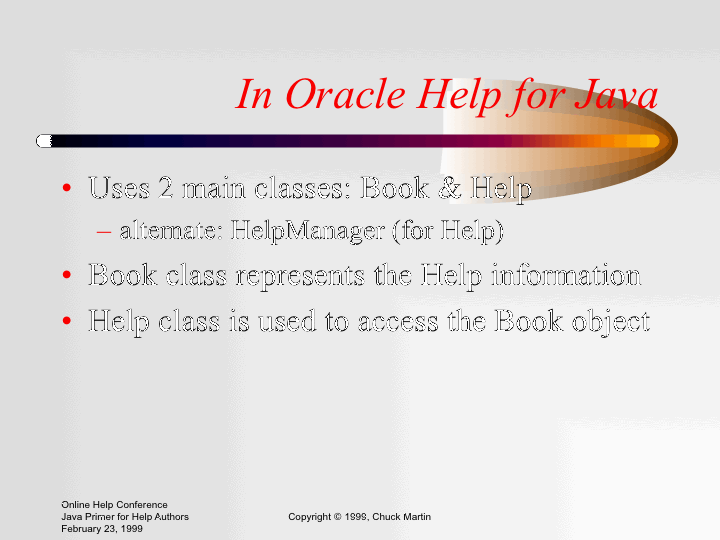 In Oracle Help for Java
• Uses 2 main classes: Book & Help
– alternate: HelpManager (for Help)
• Book class represents the Help information
• Help class is used to access the Book object
Online Help Conference
Java Primer for Help Authors
February 23, 1999
Copyright © 1999, Chuck Martin